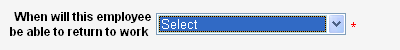 When will this employee
be able to return to work
Select
*